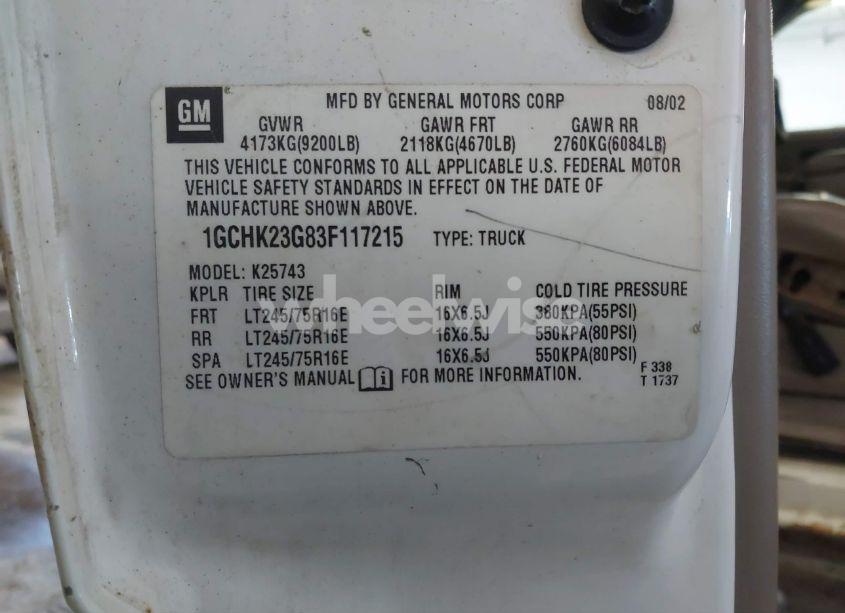 GM
MFD BY GENERAL MOTORS CORP 08/02
GVWR GAWR FRT GAWR RR
4173KG(9200LB) 2118KG(4670LB) 2760KG(6084LB)
THIS VEHICLE CONFORMS TO ALL APPLICABLE U.S. FEDERAL MOTOR
VEHICLE SAFETY STANDARDS IN EFFECT ON THE DATE OF
MANUFACTURE SHOWN ABOVE.
1GCHK23G83F117215 TYPE: TRUCK
MODEL: K25743
KPLR TIRE SIZE RIM COLD TIRE PRESSURE
FRT LT245/75R16E 16X6.5J 380KPA(55PSI)
RR LT245/75R16E 16X6.5J 550KPA(80PSI)
SPA LT245/75R16E 16X6.5J 550KPA(80PSI)
SEE OWNER'S MANUAL FOR MORE INFORMATION.
F 338
T 1737
wheelwise